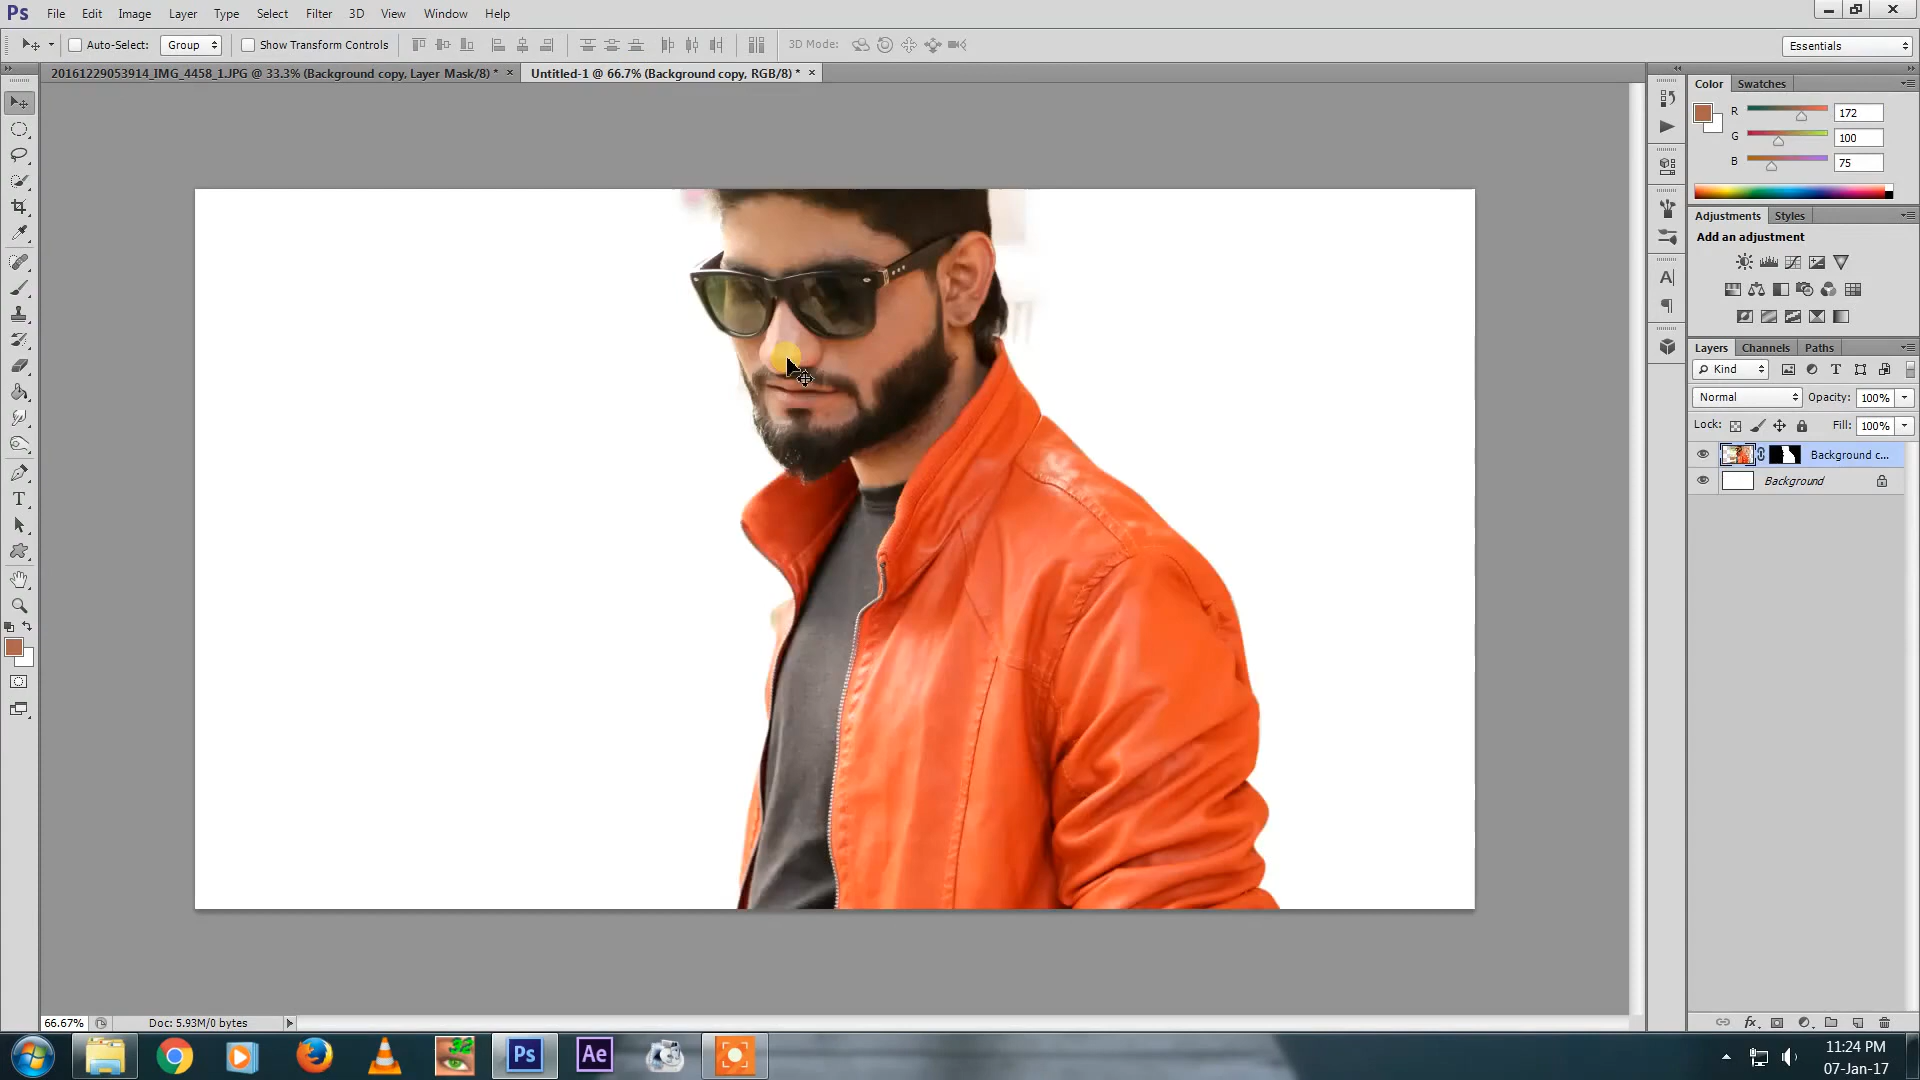 Ps File Edit Image Layer Type Select Filter 3D View Window Help
Auto-Select: Group Show Transform Controls 3D Mode: Essentials
20161229053914_IMG_4458_1.JPG @ 33.3% (Background copy, Layer Mask/8) * × Untitled-1 @ 66.7% (Background copy, RGB/8) * ×
Color Swatches
R 172
G 100
B 75
Adjustments Styles
Add an adjustment
Layers Channels Paths
Kind
Normal Opacity: 100%
Lock: Fill: 100%
Background c...
Background
66.67% Doc: 5.93M/0 bytes
32 Ps Ae
11:24 PM
07-Jan-17